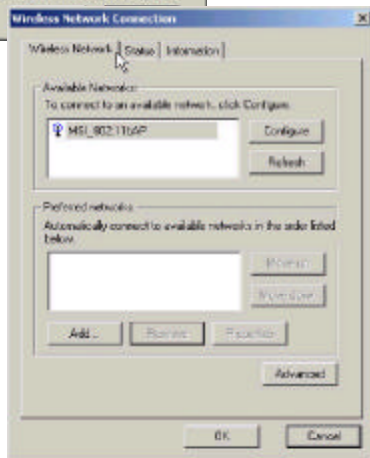 Wireless Network Connection
Wireless Network Status Information
Available Networks:
To connect to an available network, click Configure.
MSI_802.11bAP
Configure
Refresh
Preferred networks
Automatically connect to available networks in the order listed
below.
Move up
Move down
Add... Remove Properties
Advanced
OK Cancel